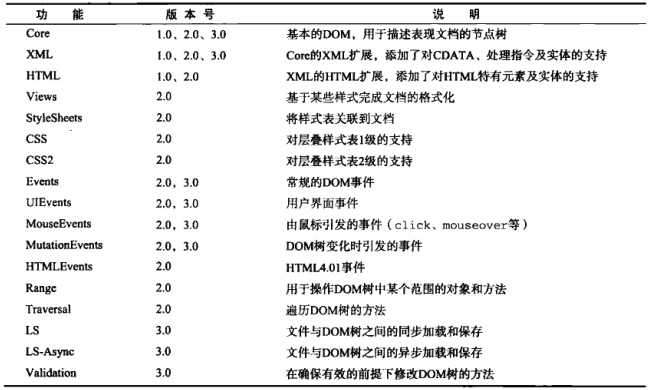 功 能 版 本 号 说 明
Core 1.0、2.0、3.0 基本的DOM，用于描述表现文档的节点树
XML 1.0、2.0、3.0 Core的XML扩展，添加了对CDATA、处理指令及实体的支持
HTML 1.0、2.0 XML的HTML扩展，添加了对HTML特有元素及实体的支持
Views 2.0 基于某些样式完成文档的格式化
StyleSheets 2.0 将样式表关联到文档
CSS 2.0 对层叠样式表1级的支持
CSS2 2.0 对层叠样式表2级的支持
Events 2.0，3.0 常规的DOM事件
UIEvents 2.0，3.0 用户界面事件
MouseEvents 2.0，3.0 由鼠标引发的事件（click、mouseover等）
MutationEvents 2.0，3.0 DOM树变化时引发的事件
HTMLEvents 2.0 HTML4.01事件
Range 2.0 用于操作DOM树中某个范围的对象和方法
Traversal 2.0 遍历DOM树的方法
LS 3.0 文件与DOM树之间的同步加载和保存
LS-Async 3.0 文件与DOM树之间的异步加载和保存
Validation 3.0 在确保有效的前提下修改DOM树的方法